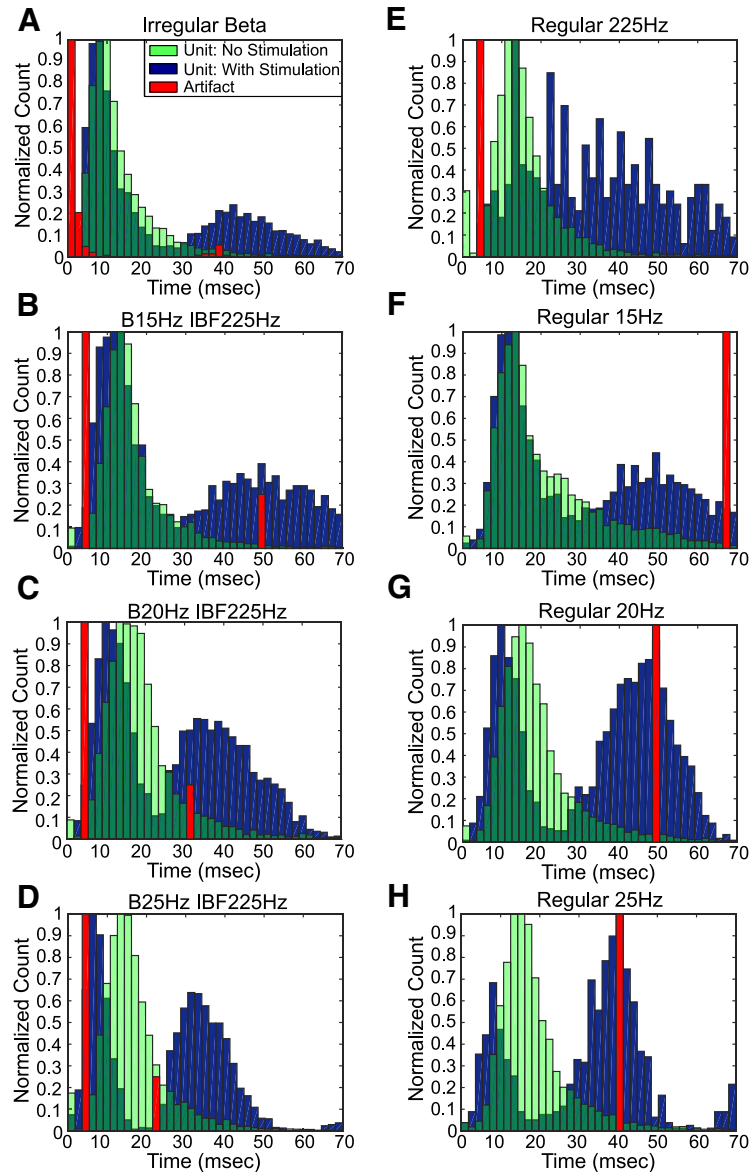 A
Irregular Beta
Unit: No Stimulation
Unit: With Stimulation
Artifact
Normalized Count
1
0.9
0.8
0.7
0.6
0.5
0.4
0.3
0.2
0.1
0
0 10 20 30 40 50 60 70
Time (msec)
B
B15Hz IBF225Hz
Normalized Count
1
0.9
0.8
0.7
0.6
0.5
0.4
0.3
0.2
0.1
0
0 10 20 30 40 50 60 70
Time (msec)
C
B20Hz IBF225Hz
Normalized Count
1
0.9
0.8
0.7
0.6
0.5
0.4
0.3
0.2
0.1
0
0 10 20 30 40 50 60 70
Time (msec)
D
B25Hz IBF225Hz
Normalized Count
1
0.9
0.8
0.7
0.6
0.5
0.4
0.3
0.2
0.1
0
0 10 20 30 40 50 60 70
Time (msec)
E
Regular 225Hz
Normalized Count
1
0.9
0.8
0.7
0.6
0.5
0.4
0.3
0.2
0.1
0
0 10 20 30 40 50 60 70
Time (msec)
F
Regular 15Hz
Normalized Count
1
0.9
0.8
0.7
0.6
0.5
0.4
0.3
0.2
0.1
0
0 10 20 30 40 50 60 70
Time (msec)
G
Regular 20Hz
Normalized Count
1
0.9
0.8
0.7
0.6
0.5
0.4
0.3
0.2
0.1
0
0 10 20 30 40 50 60 70
Time (msec)
H
Regular 25Hz
Normalized Count
1
0.9
0.8
0.7
0.6
0.5
0.4
0.3
0.2
0.1
0
0 10 20 30 40 50 60 70
Time (msec)